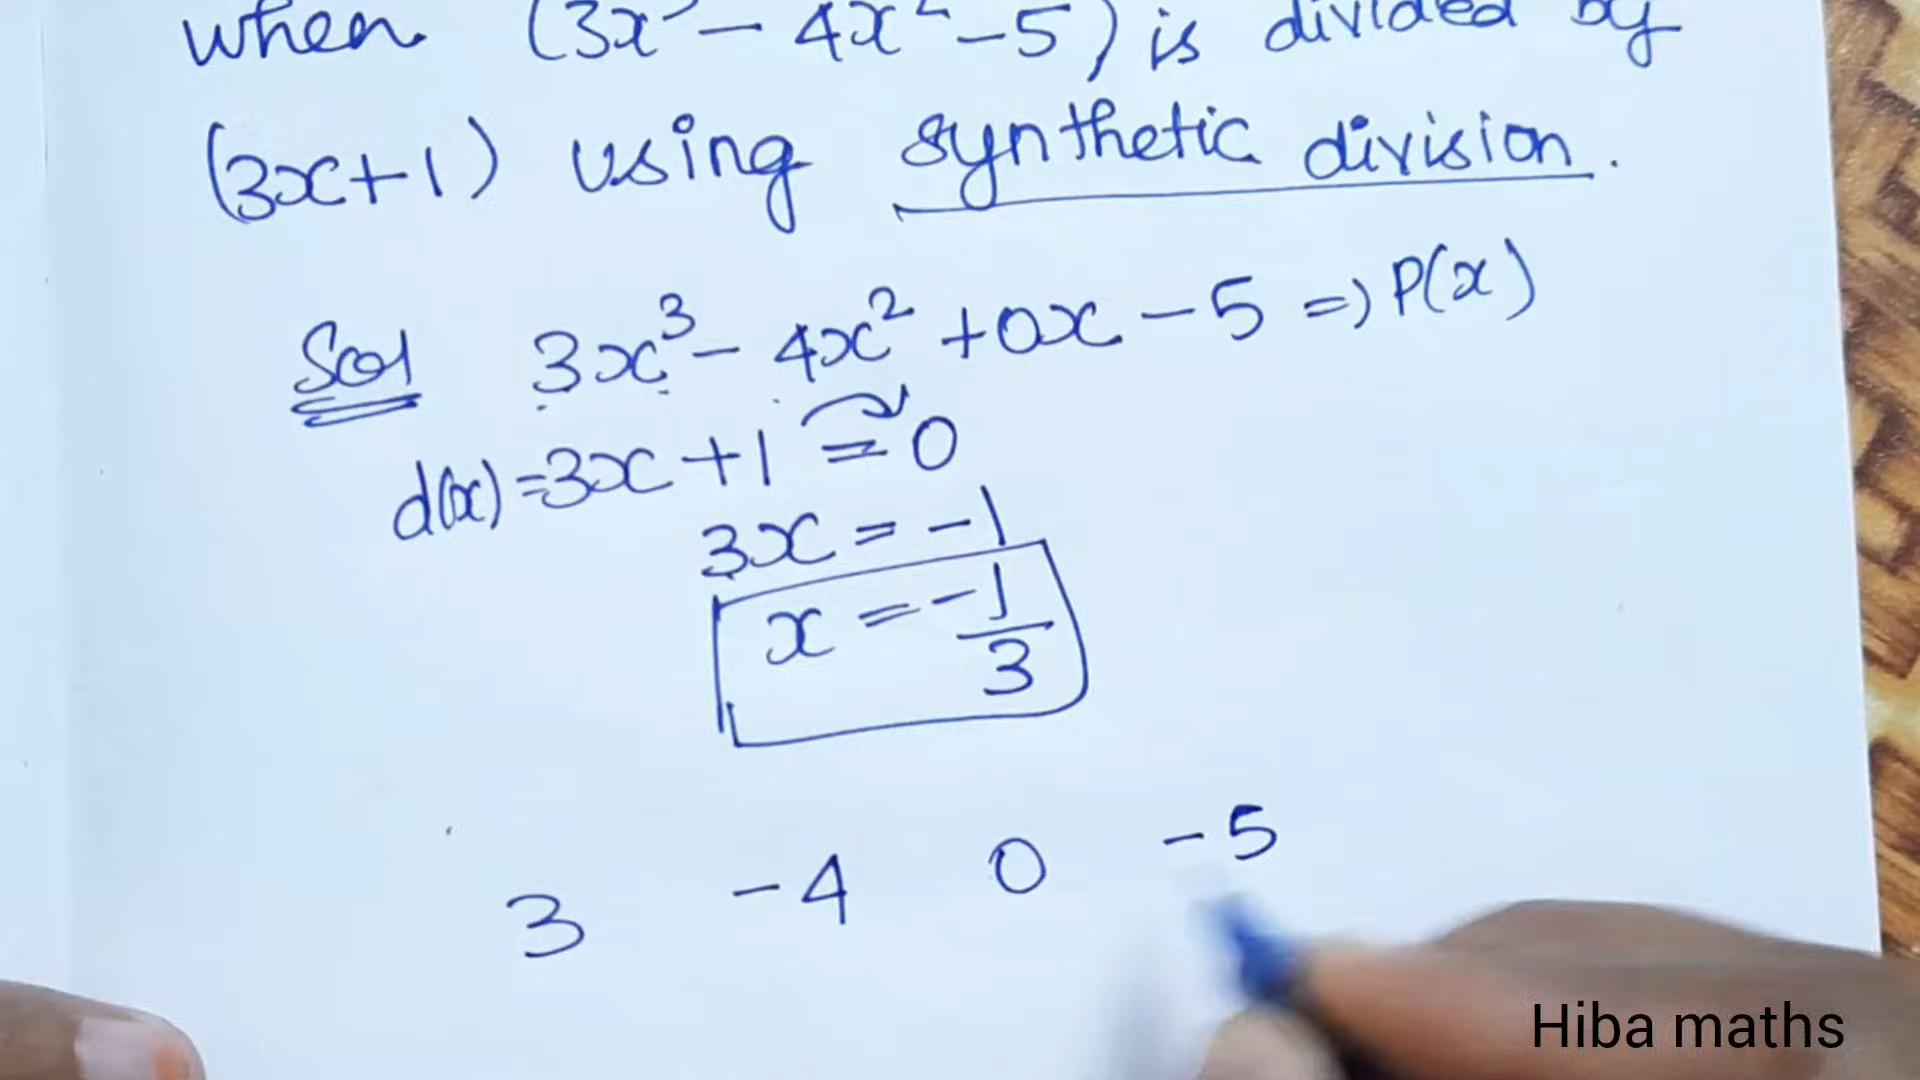 when (3x³ - 4x² - 5) is divided by
(3x+1) using synthetic division.
Sol 3x³ - 4x² + 0x - 5 => P(x)
d(x) = 3x + 1 = 0
3x = -1
x = -1/3
3 -4 0 -5
Hiba maths